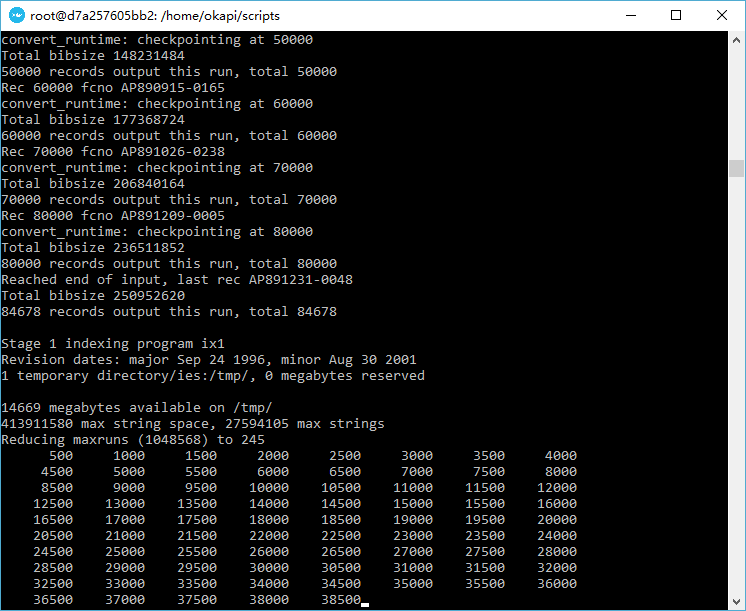 root@d7a257605bb2: /home/okapi/scripts
convert_runtime: checkpointing at 50000
Total bibsize 148231484
50000 records output this run, total 50000
Rec 60000 fcno AP890915-0165
convert_runtime: checkpointing at 60000
Total bibsize 177368724
60000 records output this run, total 60000
Rec 70000 fcno AP891026-0238
convert_runtime: checkpointing at 70000
Total bibsize 206840164
70000 records output this run, total 70000
Rec 80000 fcno AP891209-0005
convert_runtime: checkpointing at 80000
Total bibsize 236511852
80000 records output this run, total 80000
Reached end of input, last rec AP891231-0048
Total bibsize 250952620
84678 records output this run, total 84678
Stage 1 indexing program ix1
Revision dates: major Sep 24 1996, minor Aug 30 2001
1 temporary directory/ies:/tmp/, 0 megabytes reserved
14669 megabytes available on /tmp/
413911580 max string space, 27594105 max strings
Reducing maxruns (1048568) to 245
500 1000 1500 2000 2500 3000 3500 4000
4500 5000 5500 6000 6500 7000 7500 8000
8500 9000 9500 10000 10500 11000 11500 12000
12500 13000 13500 14000 14500 15000 15500 16000
16500 17000 17500 18000 18500 19000 19500 20000
20500 21000 21500 22000 22500 23000 23500 24000
24500 25000 25500 26000 26500 27000 27500 28000
28500 29000 29500 30000 30500 31000 31500 32000
32500 33000 33500 34000 34500 35000 35500 36000
36500 37000 37500 38000 38500